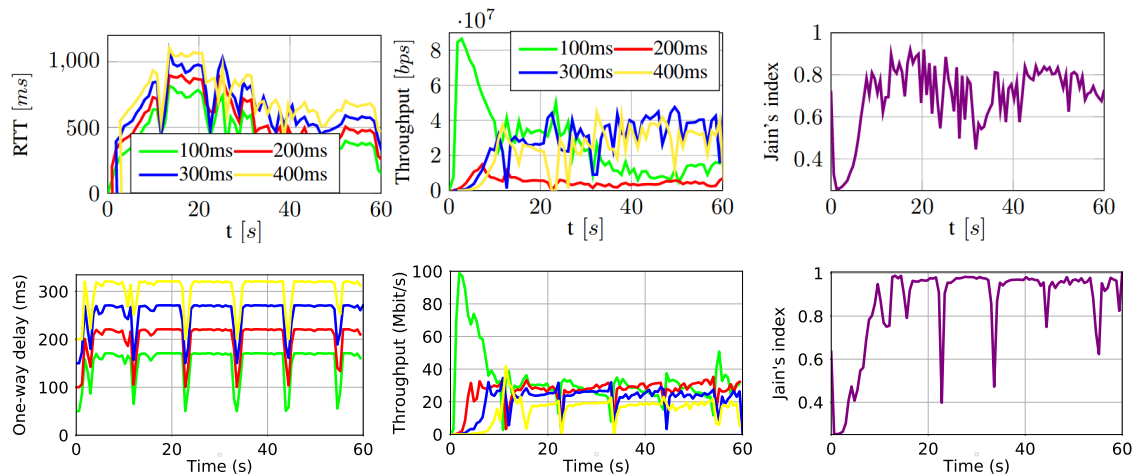 ·10⁷
RTT [ms]
1,000
500
0
100ms 200ms
300ms 400ms
0 20 40 60
t [s]
Throughput [bps]
8
6
4
2
0
100ms 200ms
300ms 400ms
0 20 40 60
t [s]
Jain's index
1
0.8
0.6
0.4
0 20 40 60
t [s]
One-way delay (ms)
300
200
100
0
0 20 40 60
Time (s)
Throughput (Mbit/s)
100
80
60
40
20
0
0 20 40 60
Time (s)
Jain's index
1
0.8
0.6
0.4
0 10 20 30 40 50 60
Time (s)